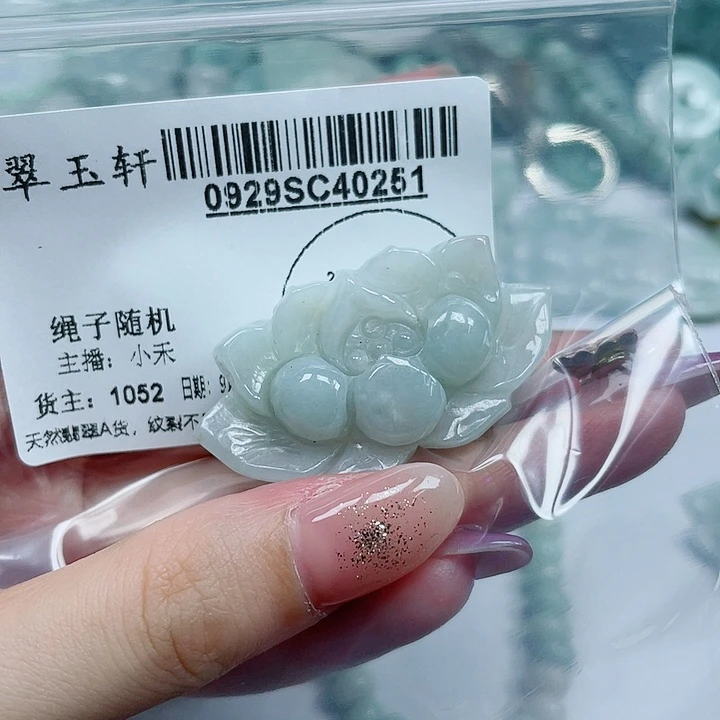 翠玉轩
0929SC40251
绳子随机
主播：小禾
货主：1052 日期：9
天然翡翠A货，纹裂不